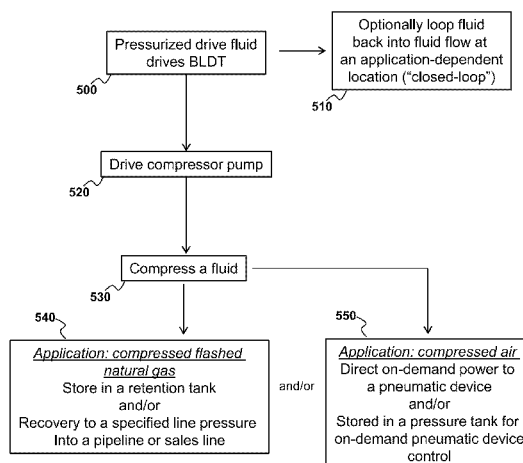 Pressurized drive fluid
drives BLDT
500
Optionally loop fluid
back into fluid flow at
an application-dependent
location (“closed-loop”)
510
Drive compressor pump
520
Compress a fluid
530
540
Application: compressed flashed
natural gas
Store in a retention tank
and/or
Recovery to a specified line pressure
Into a pipeline or sales line
and/or
550
Application: compressed air
Direct on-demand power to
a pneumatic device
and/or
Stored in a pressure tank for
on-demand pneumatic device
control